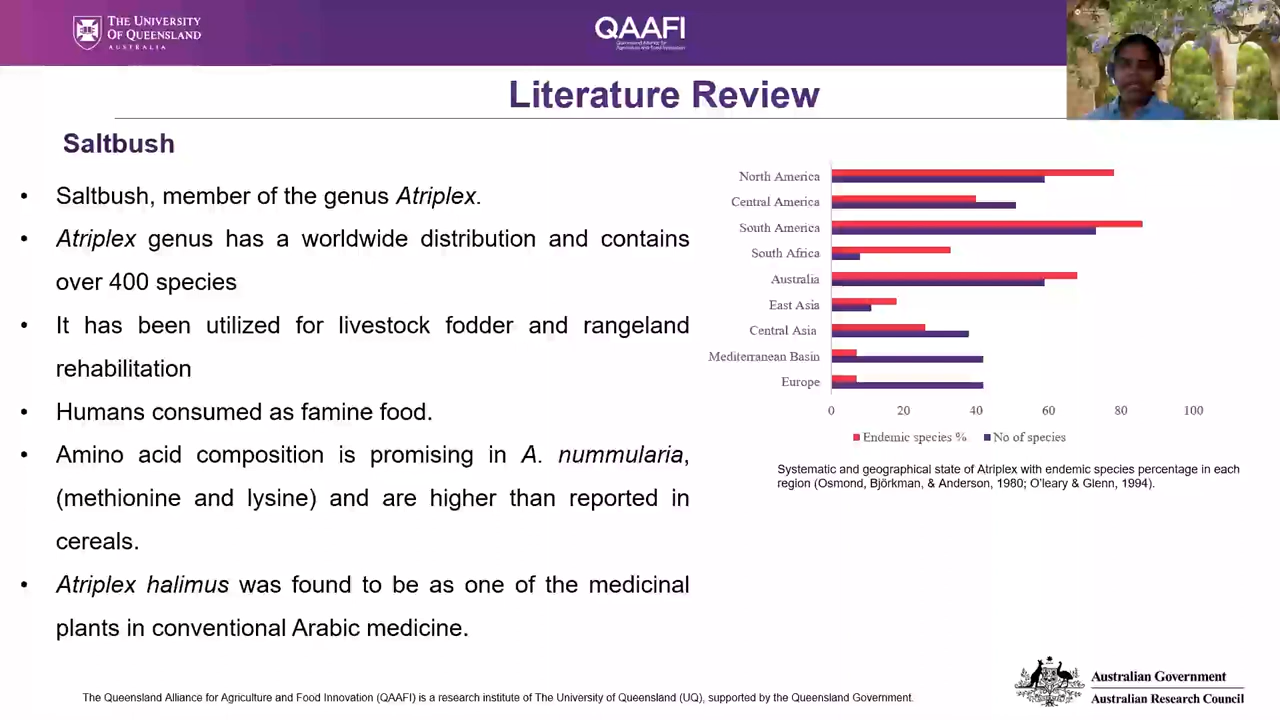 THE UNIVERSITY
OF QUEENSLAND
AUSTRALIA
QAAFI
Queensland Alliance for
Agriculture and Food Innovation
Literature Review
Saltbush
• Saltbush, member of the genus Atriplex.
• Atriplex genus has a worldwide distribution and contains
over 400 species
• It has been utilized for livestock fodder and rangeland
rehabilitation
• Humans consumed as famine food.
• Amino acid composition is promising in A. nummularia,
(methionine and lysine) and are higher than reported in
cereals.
• Atriplex halimus was found to be as one of the medicinal
plants in conventional Arabic medicine.
North America
Central America
South America
South Africa
Australia
East Asia
Central Asia
Mediterranean Basin
Europe
0 20 40 60 80 100
Endemic species % No of species
Systematic and geographical state of Atriplex with endemic species percentage in each
region (Osmond, Björkman, & Anderson, 1980; O'leary & Glenn, 1994).
The Queensland Alliance for Agriculture and Food Innovation (QAAFI) is a research institute of The University of Queensland (UQ), supported by the Queensland Government.
Australian Government
Australian Research Council